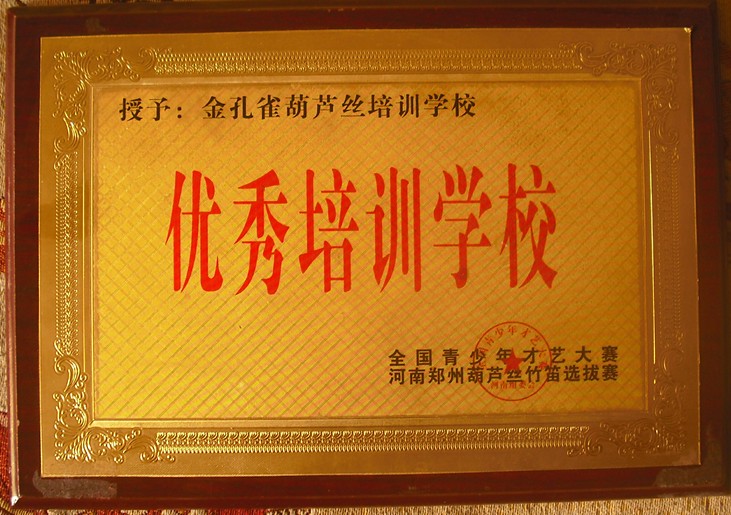 授予：金孔雀葫芦丝培训学校
优秀培训学校
全国青少年才艺大赛
河南郑州葫芦丝竹笛选拔赛